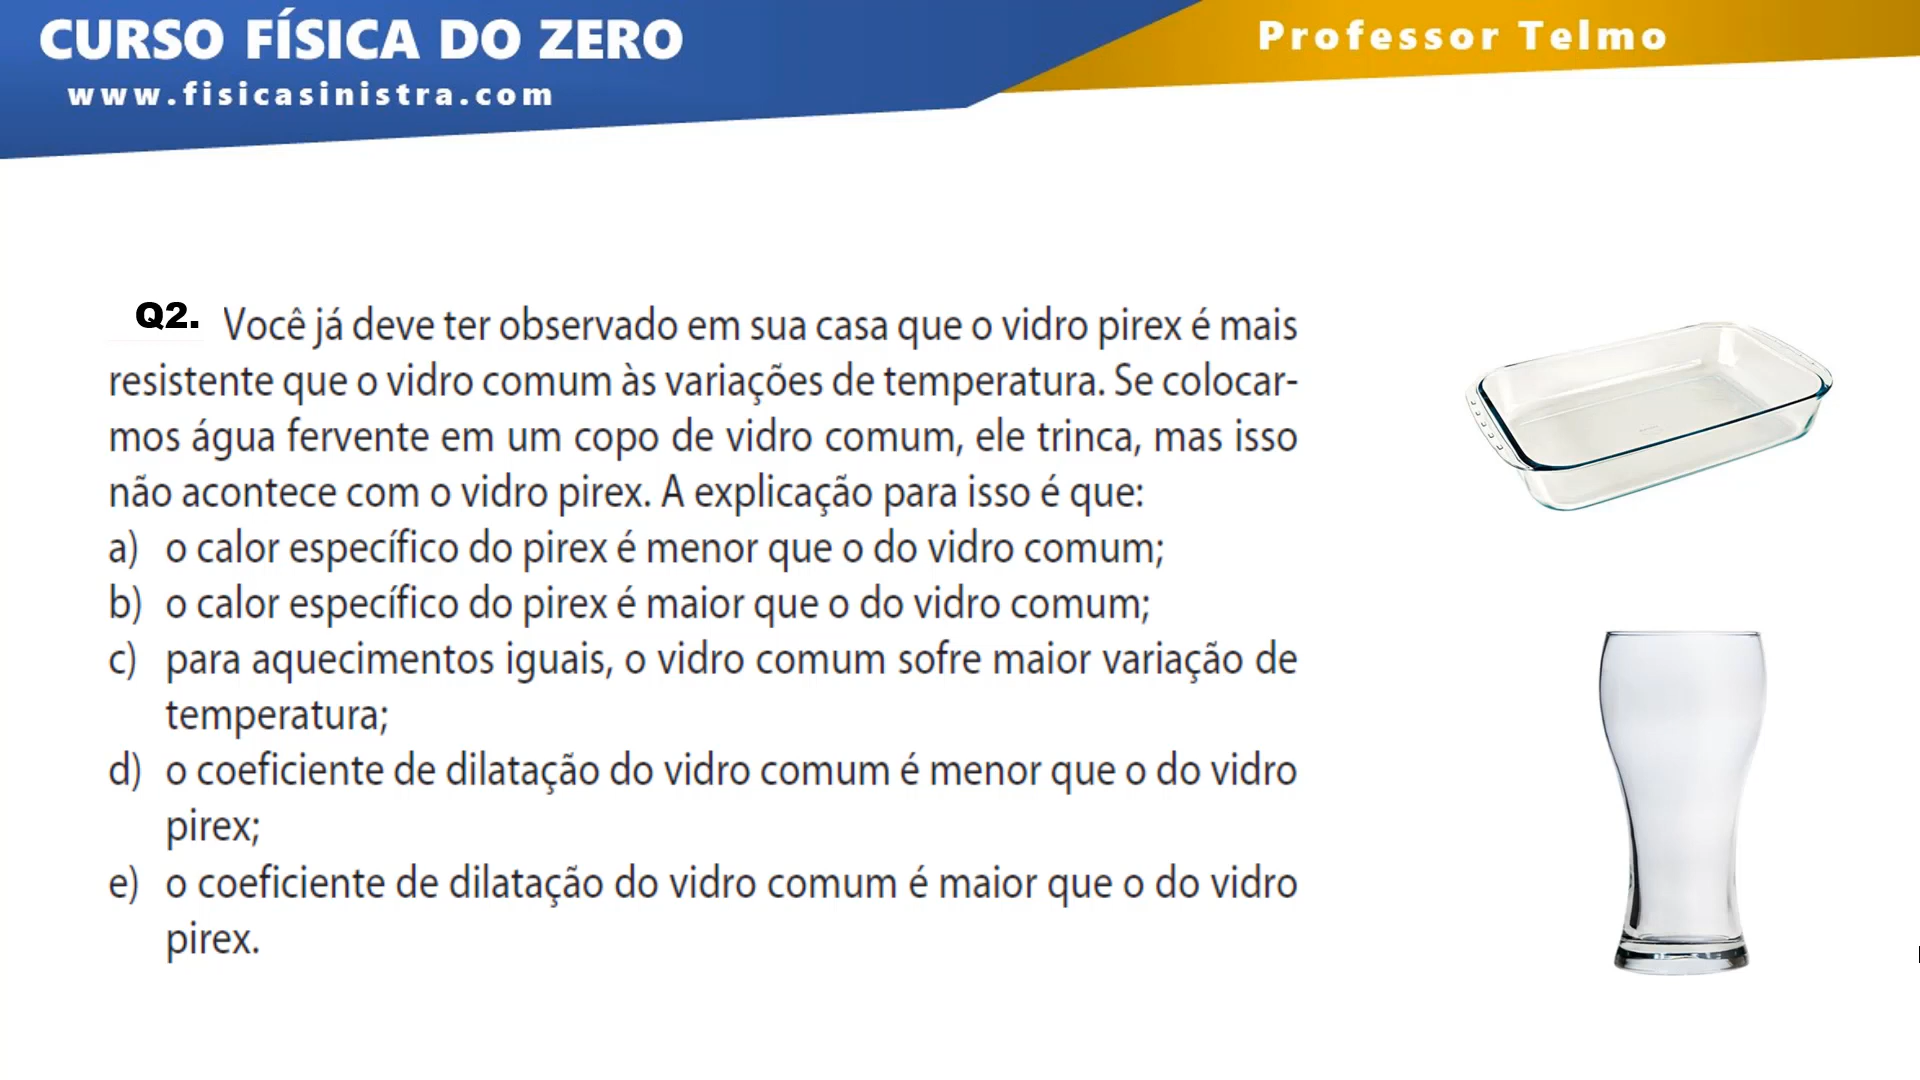 CURSO FÍSICA DO ZERO
www.fisicasinistra.com
Professor Telmo
Q2. Você já deve ter observado em sua casa que o vidro pirex é mais
resistente que o vidro comum às variações de temperatura. Se colocar-
mos água fervente em um copo de vidro comum, ele trinca, mas isso
não acontece com o vidro pirex. A explicação para isso é que:
a) o calor específico do pirex é menor que o do vidro comum;
b) o calor específico do pirex é maior que o do vidro comum;
c) para aquecimentos iguais, o vidro comum sofre maior variação de
temperatura;
d) o coeficiente de dilatação do vidro comum é menor que o do vidro
pirex;
e) o coeficiente de dilatação do vidro comum é maior que o do vidro
pirex.